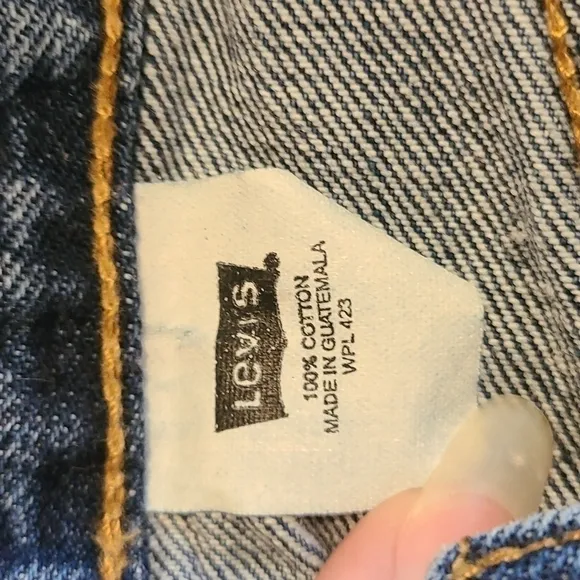 LEVI'S®
100% COTTON
MADE IN GUATEMALA
WPL 423